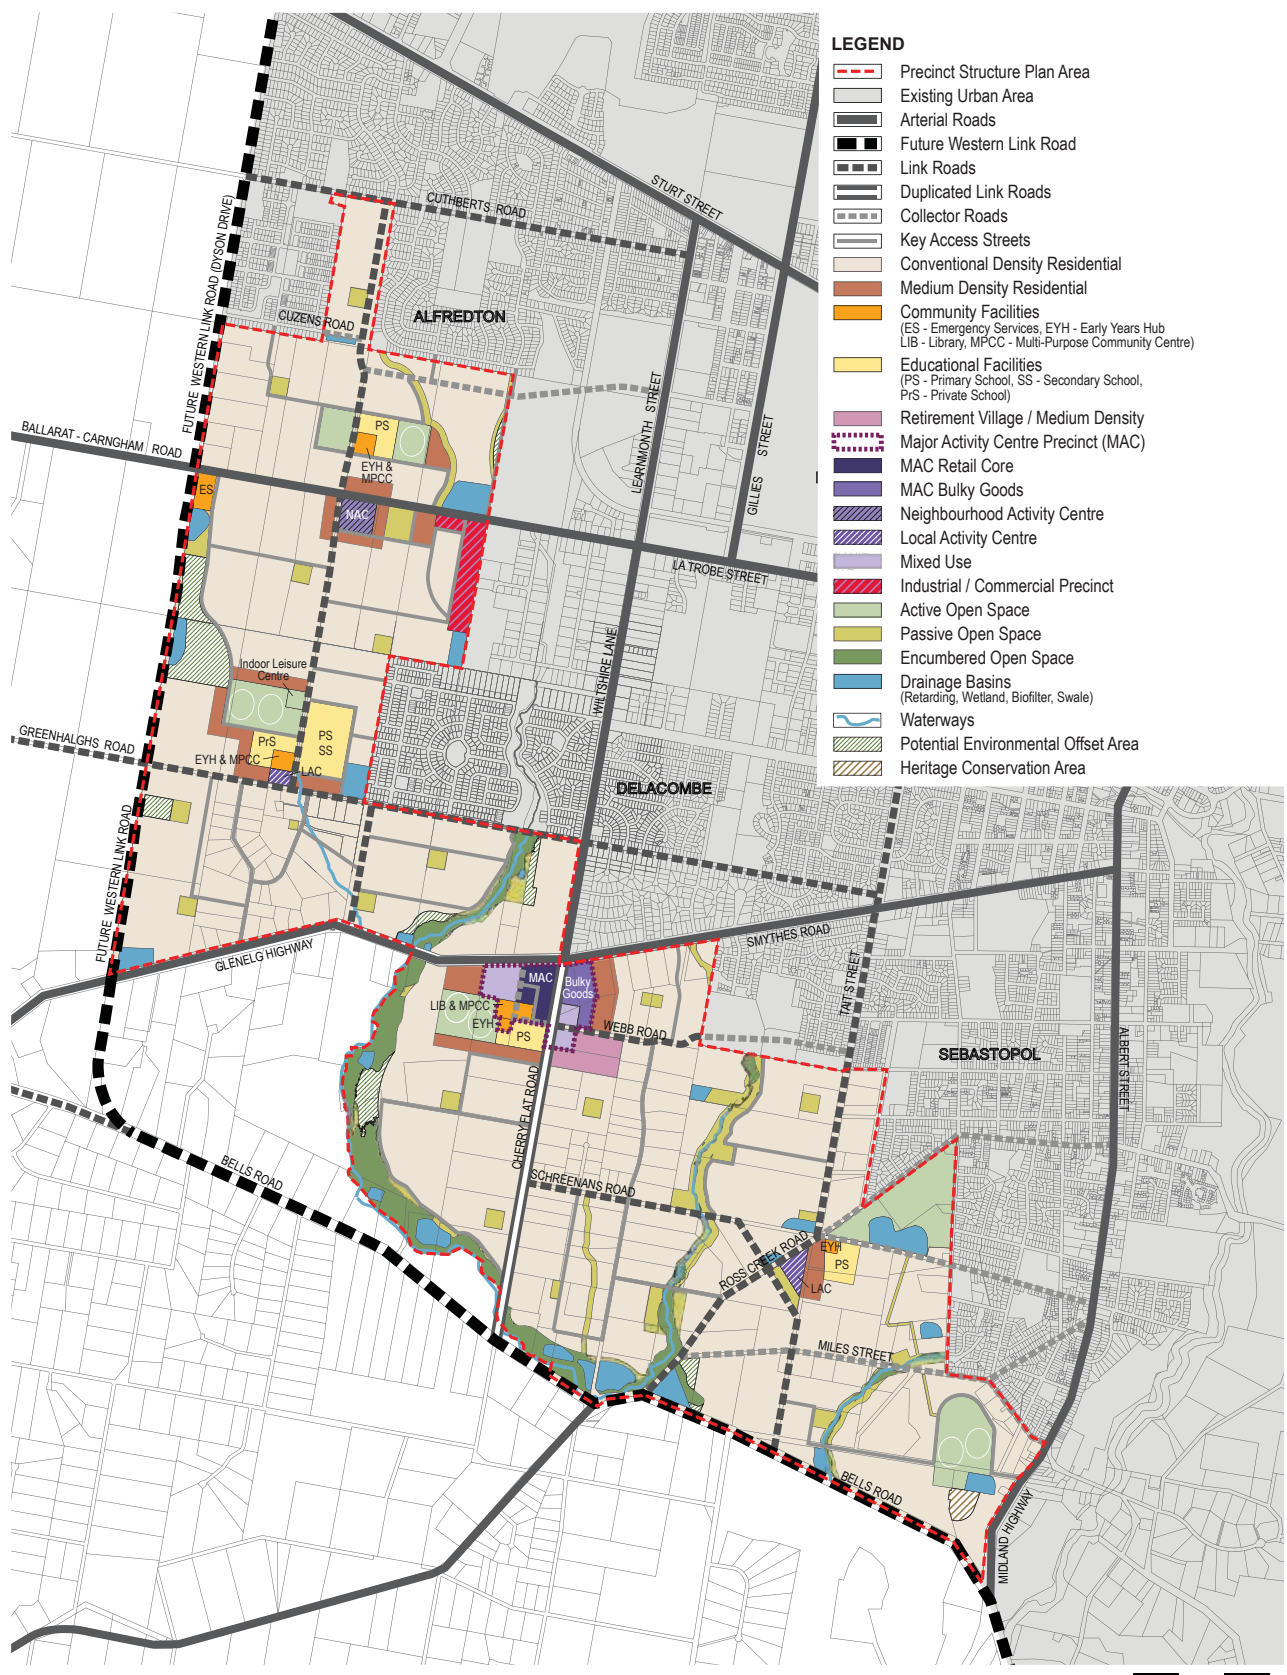 LEGEND
Precinct Structure Plan Area
Existing Urban Area
Arterial Roads
Future Western Link Road
Link Roads
Duplicated Link Roads
Collector Roads
Key Access Streets
Conventional Density Residential
Medium Density Residential
Community Facilities
(ES - Emergency Services, EYH - Early Years Hub
LIB - Library, MPCC - Multi-Purpose Community Centre)
Educational Facilities
(PS - Primary School, SS - Secondary School,
PrS - Private School)
Retirement Village / Medium Density
Major Activity Centre Precinct (MAC)
MAC Retail Core
MAC Bulky Goods
Neighbourhood Activity Centre
Local Activity Centre
Mixed Use
Industrial / Commercial Precinct
Active Open Space
Passive Open Space
Encumbered Open Space
Drainage Basins
(Retarding, Wetland, Biofilter, Swale)
Waterways
Potential Environmental Offset Area
Heritage Conservation Area
STURT STREET
CUTHBERTS ROAD
FUTURE WESTERN LINK ROAD (DYSON DRIVE)
CUZENS ROAD
ALFREDTON
LEARNMONTH STREET
GILLIES STREET
BALLARAT - CARNGHAM ROAD
PS
EYH &
MPCC
ES
NAC
LA TROBE STREET
WILTSHIRE LANE
Indoor Leisure
Centre
GREENHALGHS ROAD
PrS
PS
SS
EYH & MPCC
LAC
DELACOMBE
FUTURE WESTERN LINK ROAD
GLENELG HIGHWAY
SMYTHES ROAD
TAIT STREET
MAC
Bulky
Goods
LIB & MPCC
EYH
PS
WEBB ROAD
SEBASTOPOL
ALBERT STREET
CHERRY FLAT ROAD
BELLS ROAD
SCHREENANS ROAD
ROSS CREEK ROAD
EYH
PS
LAC
MILES STREET
BELLS ROAD
MIDLAND HIGHWAY